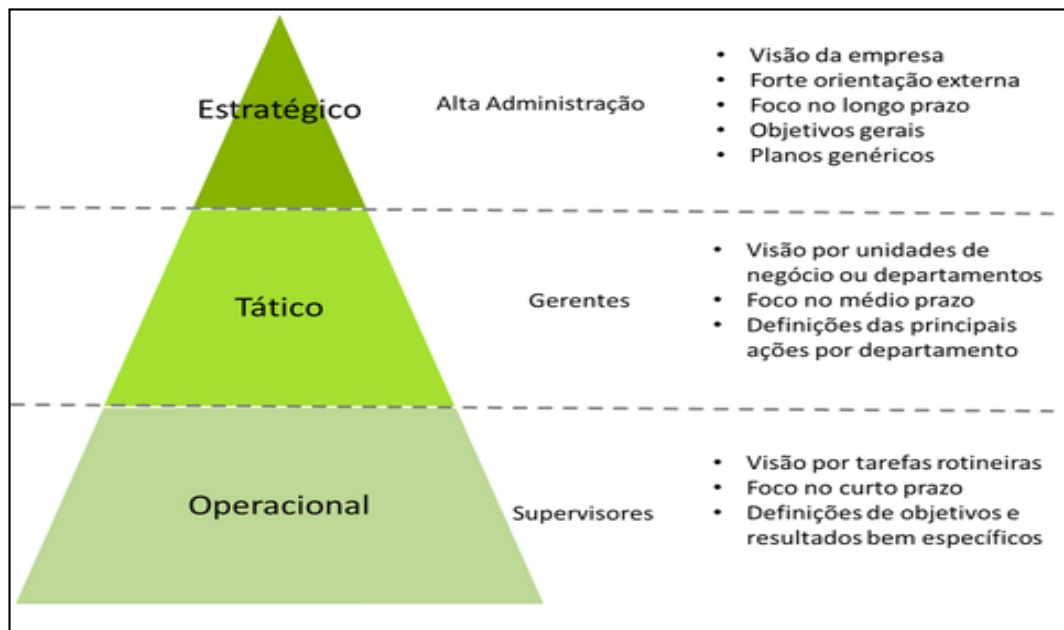 Estratégico
Alta Administração
• Visão da empresa
• Forte orientação externa
• Foco no longo prazo
• Objetivos gerais
• Planos genéricos
Tático
Gerentes
• Visão por unidades de
negócio ou departamentos
• Foco no médio prazo
• Definições das principais
ações por departamento
Operacional
Supervisores
• Visão por tarefas rotineiras
• Foco no curto prazo
• Definições de objetivos e
resultados bem específicos